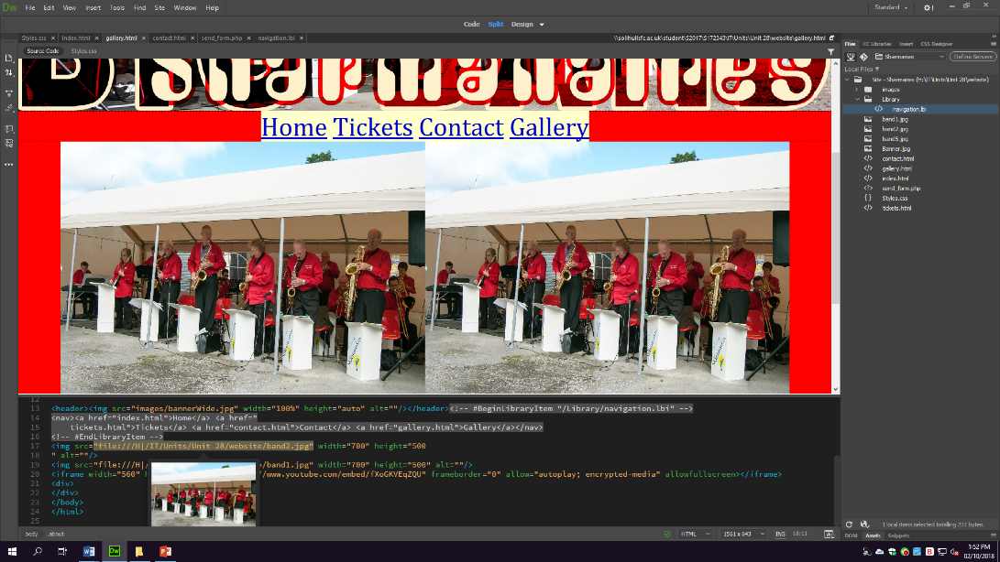 Dw File Edit View Insert Tools Find Site Window Help Standard
Code Split Design
Styles.css × index.html × gallery.html × contact.html × send_form.php × navigation.lbi × \\solihullsfc.ac.uk\student\S2017\S172343\IT\Units\Unit 28\website\gallery.html
Source Code Styles.css
Home Tickets Contact Gallery
12
13 <header><img src="images/bannerWide.jpg" width="100%" height="auto" alt=""/></header><!-- #BeginLibraryItem "/Library/navigation.lbi" -->
14 <nav><a href="index.html">Home</a> <a href="
15 tickets.html">Tickets</a> <a href="contact.html">Contact</a> <a href="gallery.html">Gallery</a></nav>
16 <!-- #EndLibraryItem -->
17 <img src="file:///H|/IT/Units/Unit 28/website/band2.jpg" width="700" height="500
18 " alt=""/>
19 <img src="file:///H|/IT/Units/Unit 28/website/band1.jpg" width="700" height="500" alt=""/>
20 <iframe width="560" h //www.youtube.com/embed/fXoGKVEqZQU" frameborder="0" allow="autoplay; encrypted-media" allowfullscreen></iframe>
21 <div>
22 </div>
23 </body>
24 </html>
25
body .about HTML 1561 x 643 INS 18:11
Files CC Libraries Insert CSS Designer
Sharmanies Define Servers
Local Files
Site - Sharmanies (H:\IT\Units\Unit 28\website)
images
Library
navigation.lbi
band1.jpg
band2.jpg
band5.jpg
Banner.jpg
contact.html
gallery.html
index.html
send_form.php
Styles.css
tickets.html
1 local items selected totalling 231 bytes.
DOM Assets Snippets
1:52 PM
02/10/2018